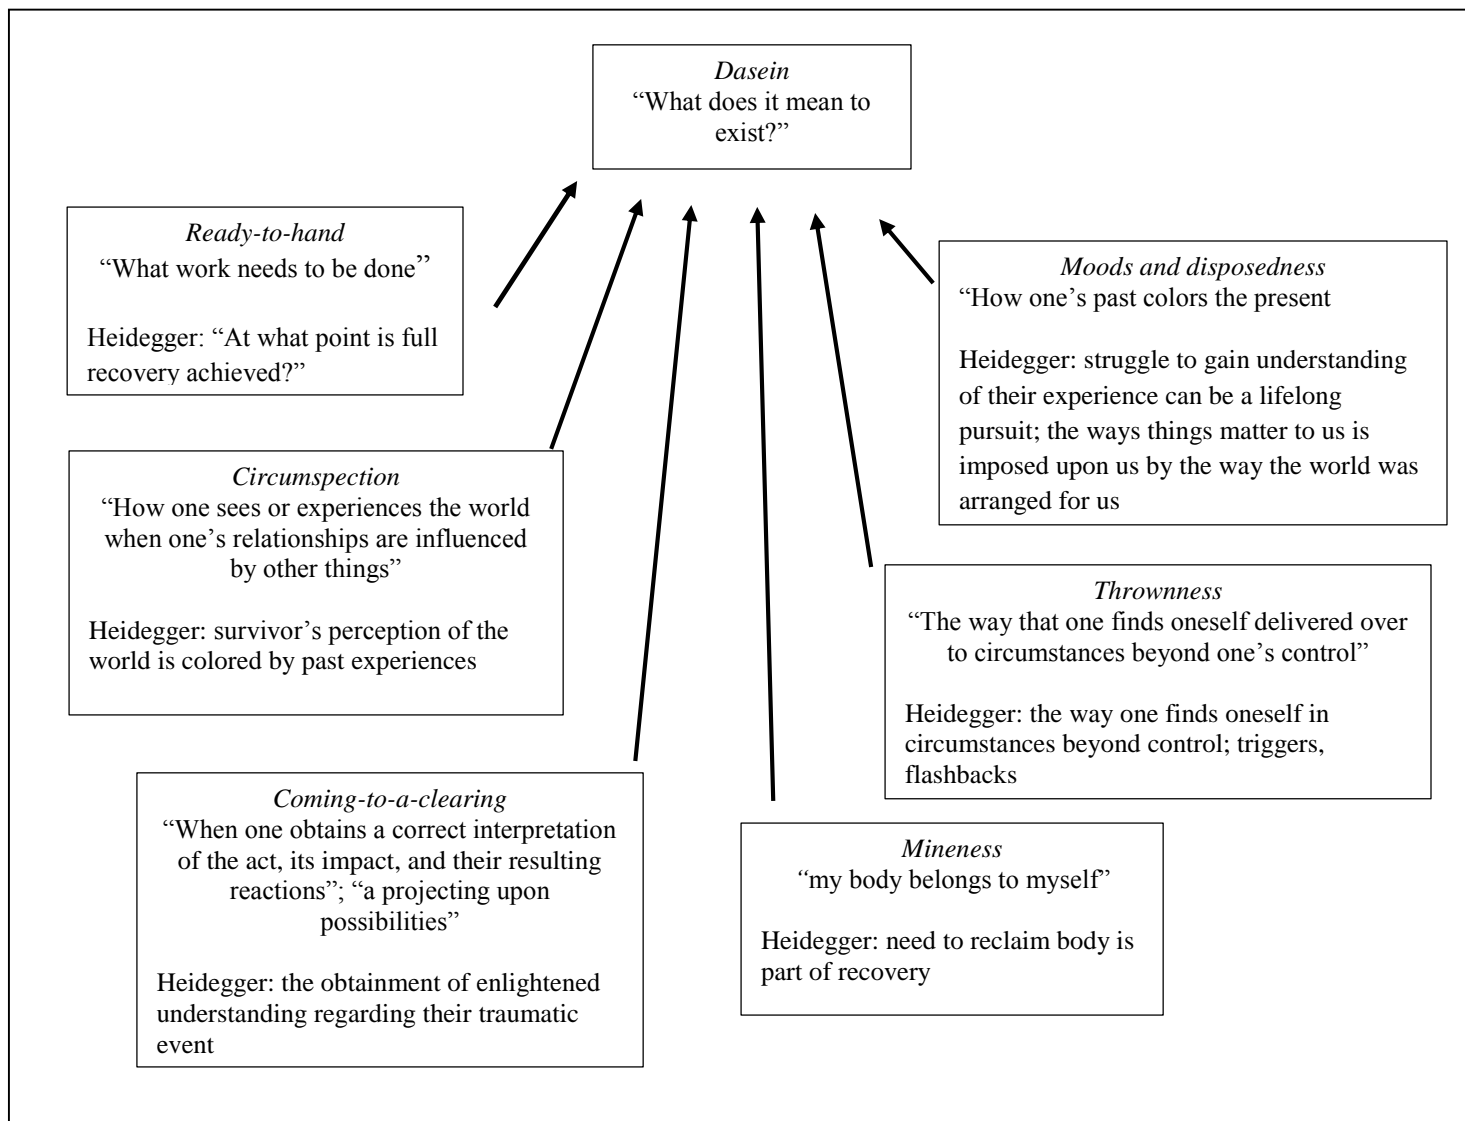 Dasein
“What does it mean to
exist?”
Ready-to-hand
“What work needs to be done”
Heidegger: “At what point is full
recovery achieved?”
Moods and disposedness
“How one’s past colors the present
Heidegger: struggle to gain understanding
of their experience can be a lifelong
pursuit; the ways things matter to us is
imposed upon us by the way the world was
arranged for us
Circumspection
“How one sees or experiences the world
when one’s relationships are influenced
by other things”
Heidegger: survivor’s perception of the
world is colored by past experiences
Thrownness
“The way that one finds oneself delivered over
to circumstances beyond one’s control”
Heidegger: the way one finds oneself in
circumstances beyond control; triggers,
flashbacks
Coming-to-a-clearing
“When one obtains a correct interpretation
of the act, its impact, and their resulting
reactions”; “a projecting upon
possibilities”
Heidegger: the obtainment of enlightened
understanding regarding their traumatic
event
Mineness
“my body belongs to myself”
Heidegger: need to reclaim body is
part of recovery